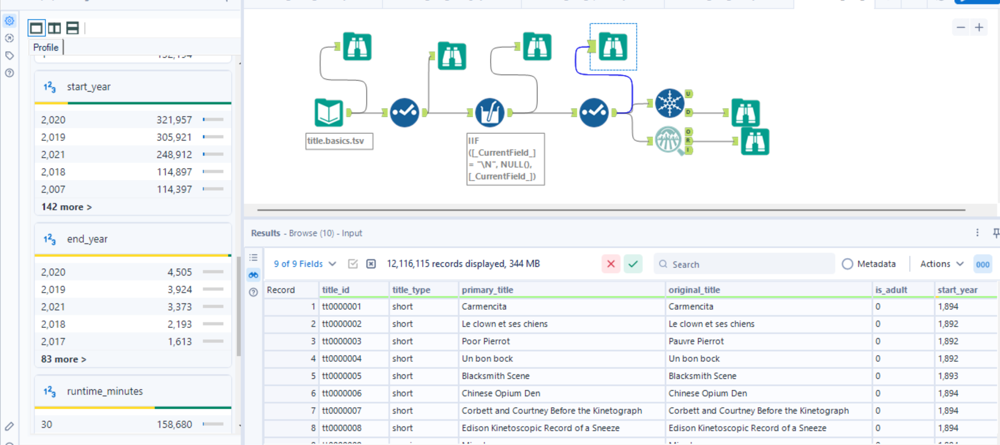 Profile
start_year
2,020 321,957
2,019 305,921
2,021 248,912
2,018 114,897
2,007 114,397
142 more >
end_year
2,020 4,505
2,019 3,924
2,021 3,373
2,018 2,193
2,017 1,613
83 more >
runtime_minutes
30 158,680
title.basics.tsv
IIF
([_CurrentField_]
= "\N", NULL(),
[_CurrentField_])
U
D
O
R
I
Results - Browse (10) - Input
9 of 9 Fields 12,116,115 records displayed, 344 MB Search Metadata Actions 000
Record title_id title_type primary_title original_title is_adult start_year
1 tt0000001 short Carmencita Carmencita 0 1,894
2 tt0000002 short Le clown et ses chiens Le clown et ses chiens 0 1,892
3 tt0000003 short Poor Pierrot Pauvre Pierrot 0 1,892
4 tt0000004 short Un bon bock Un bon bock 0 1,892
5 tt0000005 short Blacksmith Scene Blacksmith Scene 0 1,893
6 tt0000006 short Chinese Opium Den Chinese Opium Den 0 1,894
7 tt0000007 short Corbett and Courtney Before the Kinetograph Corbett and Courtney Before the Kinetograph 0 1,894
8 tt0000008 short Edison Kinetoscopic Record of a Sneeze Edison Kinetoscopic Record of a Sneeze 0 1,894